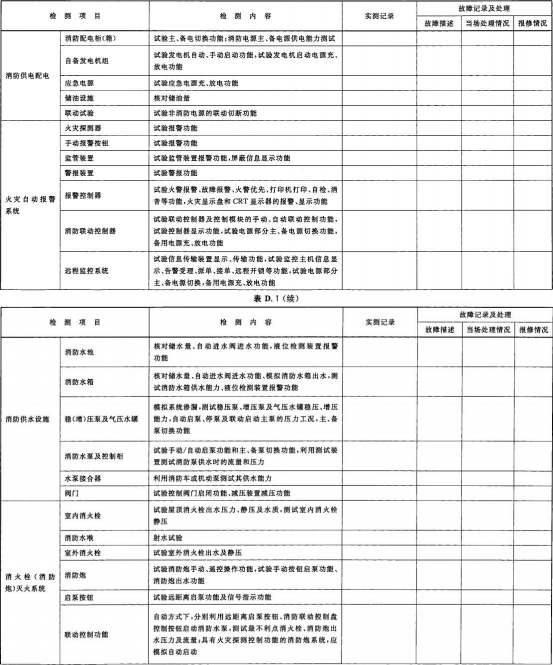 检 测 项 目
检 测 内 容
实测记录
故障记录及处理
故障描述
当场处理情况
报修情况
消防供电配电
消防配电柜(箱)
试验主、备电切换功能;消防电源主、备电源供电能力测试
自备发电机组
试验发电机自动、手动启动功能,试验发电机启动电源充、
放电功能
应急电源
试验应急电源充、放电功能
储油设施
核对储油量
联动试验
试验非消防电源的联动切断功能
火灾自动报警
系统
火灾探测器
试验报警功能
手动报警按钮
试验报警功能
监管装置
试验监管装置报警功能,屏蔽信息显示功能
警报装置
试验警报功能
报警控制器
试验火警报警、故障报警、火警优先、打印机打印、自检、消
音等功能,火灾显示盘和CRT显示器的报警、显示功能
消防联动控制器
试验联动控制器及控制模块的手动、自动联动控制功能,
试验控制器显示功能;试验电源部分主、备电源切换功能,
备用电源充、放电功能
远程监控系统
试验信息传输装置显示、传输功能,试验监控主机信息显
示、告警受理、派单、接单、远程开锁等功能,试验电源部分
主、备电源切换,备用电源充、放电功能
表 D.1(续)
检 测 项 目
检 测 内 容
实测记录
故障记录及处理
故障描述
当场处理情况
报修情况
消防供水设施
消防水池
核对储水量、自动进水阀进水功能,液位检测装置报警
功能
消防水箱
核对储水量、自动进水阀进水功能、模拟消防水箱出水,测
试消防水箱供水能力、液位检测装置报警功能
稳(增)压泵及气压水罐
模拟系统渗漏,测试稳压泵、增压泵及气压水罐稳压、增压
能力,自动启泵、停泵及联动启动主泵的压力工况,主、备
泵切换功能
消防水泵及控制柜
试验手动/自动启泵功能和主、备泵切换功能,利用测试装
置测试消防泵供水时的流量和压力
水泵接合器
利用消防车或机动泵测试其供水能力
阀门
试验控制阀门启闭功能、减压装置减压功能
消火栓(消防
炮)灭火系统
室内消火栓
试验屋顶消火栓出水压力、静压及水质,测试室内消火栓
静压
消防水喉
射水试验
室外消火栓
试验室外消火栓出水及静压
消防炮
试验消防炮手动、遥控操作功能,试验手动按钮启泵功能、
消防炮出水功能
启泵按钮
试验远距离启泵功能及信号指示功能
联动控制功能
自动方式下,分别利用远距离启泵按钮、消防联动控制盘
控制按钮启动消防水泵,测试最不利点消火栓、消防炮出
水压力及流量;具有火灾探测控制功能的消防炮系统,应
模拟自动启动